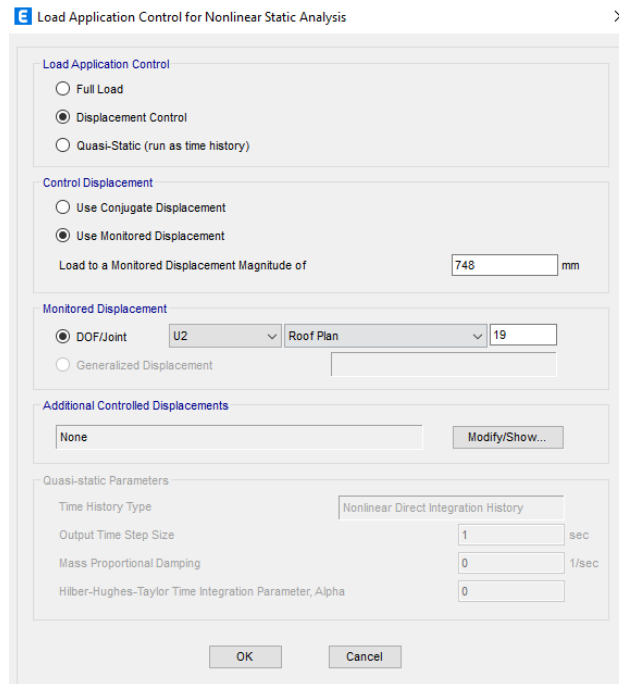 E Load Application Control for Nonlinear Static Analysis
Load Application Control
Full Load
Displacement Control
Quasi-Static (run as time history)
Control Displacement
Use Conjugate Displacement
Use Monitored Displacement
Load to a Monitored Displacement Magnitude of 748 mm
Monitored Displacement
DOF/Joint U2 Roof Plan 19
Generalized Displacement
Additional Controlled Displacements
None Modify/Show...
Quasi-static Parameters
Time History Type Nonlinear Direct Integration History
Output Time Step Size 1 sec
Mass Proportional Damping 0 1/sec
Hilber-Hughes-Taylor Time Integration Parameter, Alpha 0
OK Cancel